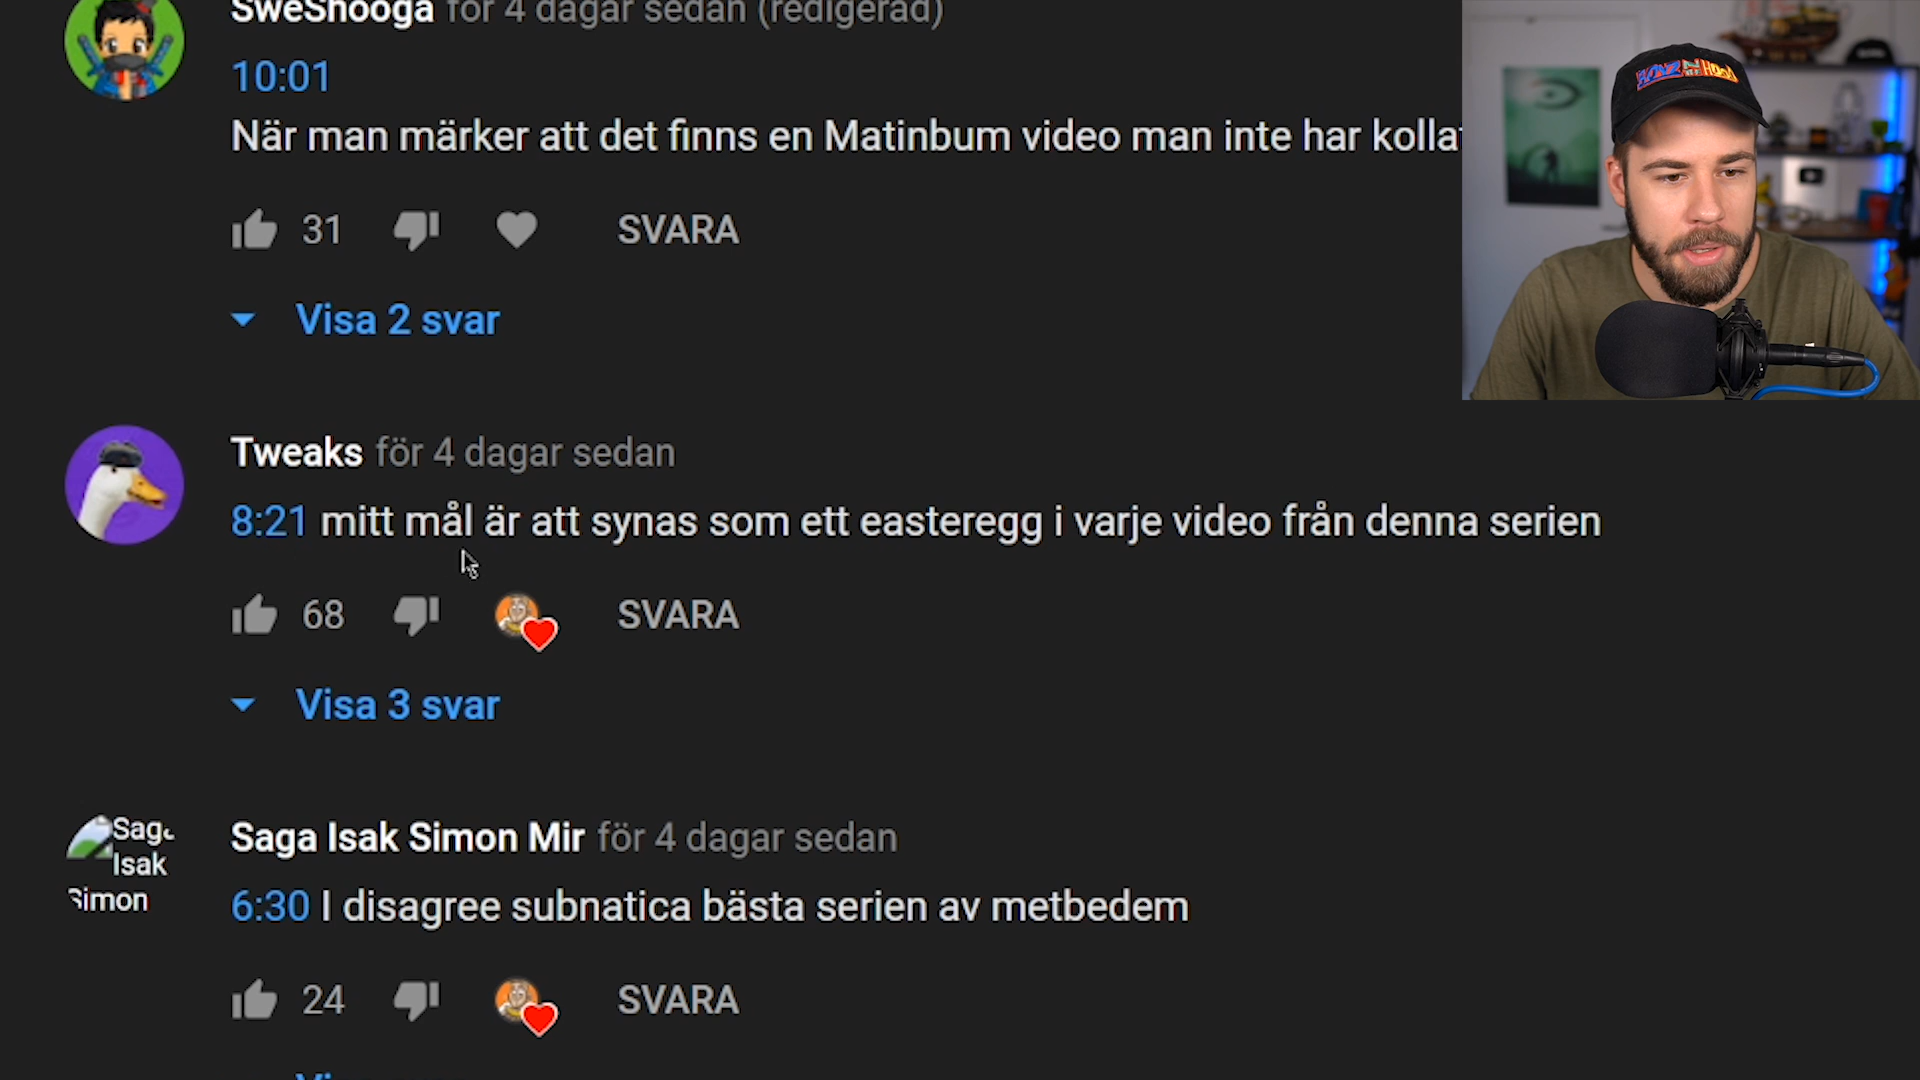 SweShooga för 4 dagar sedan (redigerad)
10:01
När man märker att det finns en Matinbum video man inte har kollat
31 SVARA
Visa 2 svar
Tweaks för 4 dagar sedan
8:21 mitt mål är att synas som ett easteregg i varje video från denna serien
68 SVARA
Visa 3 svar
Saga Isak Simon Mir för 4 dagar sedan
Isak
Simon
6:30 I disagree subnatica bästa serien av metbedem
24 SVARA